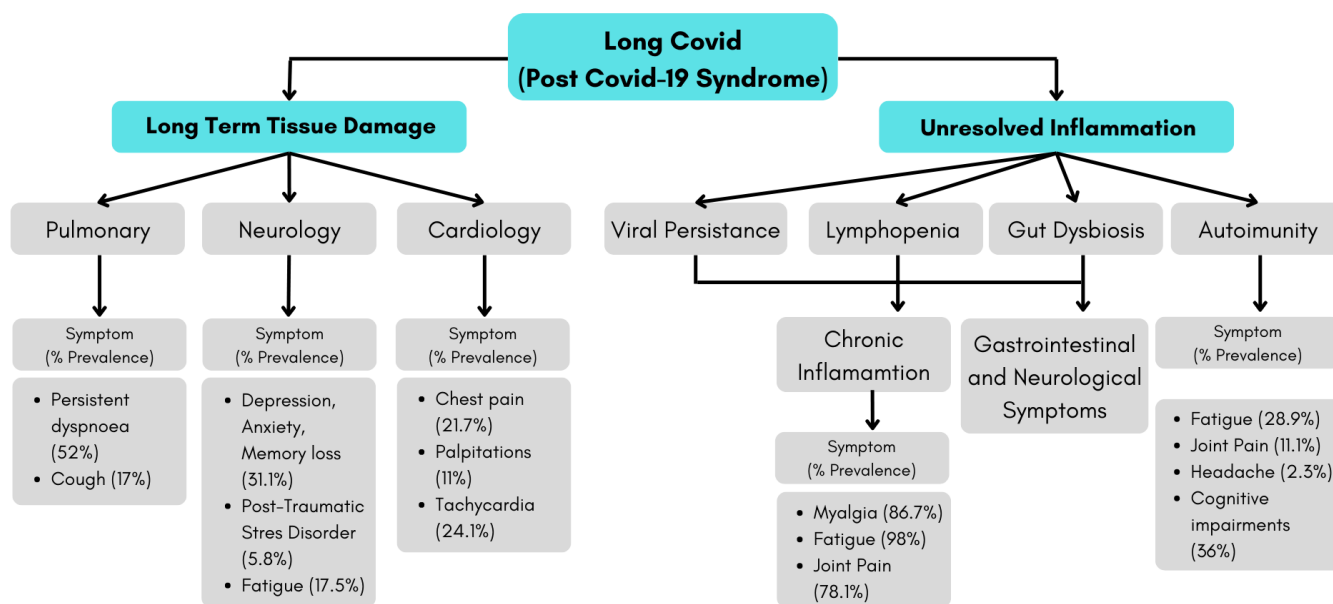 Long Covid
(Post Covid-19 Syndrome)
Long Term Tissue Damage
Unresolved Inflammation
Pulmonary
Neurology
Cardiology
Viral Persistance
Lymphopenia
Gut Dysbiosis
Autoimunity
Symptom
(% Prevalence)
Symptom
(% Prevalence)
Symptom
(% Prevalence)
Chronic
Inflamamtion
Gastrointestinal
and Neurological
Symptoms
Symptom
(% Prevalence)
• Persistent
dyspnoea
(52%)
• Cough (17%)
• Depression,
Anxiety,
Memory loss
(31.1%)
• Post-Traumatic
Stres Disorder
(5.8%)
• Fatigue (17.5%)
• Chest pain
(21.7%)
• Palpitations
(11%)
• Tachycardia
(24.1%)
Symptom
(% Prevalence)
• Myalgia (86.7%)
• Fatigue (98%)
• Joint Pain
(78.1%)
• Fatigue (28.9%)
• Joint Pain (11.1%)
• Headache (2.3%)
• Cognitive
impairments
(36%)